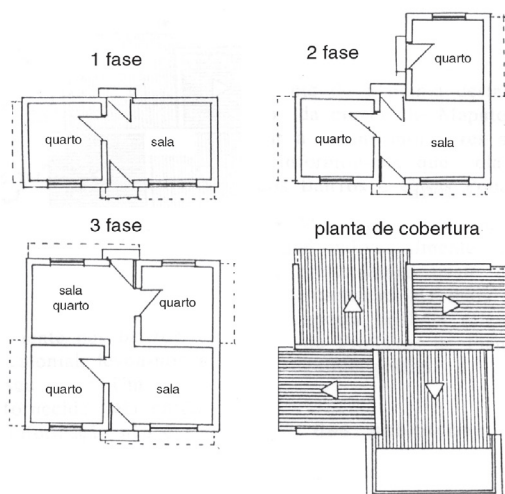 1 fase
quarto
sala
2 fase
quarto
quarto
sala
3 fase
sala
quarto
quarto
quarto
sala
planta de cobertura